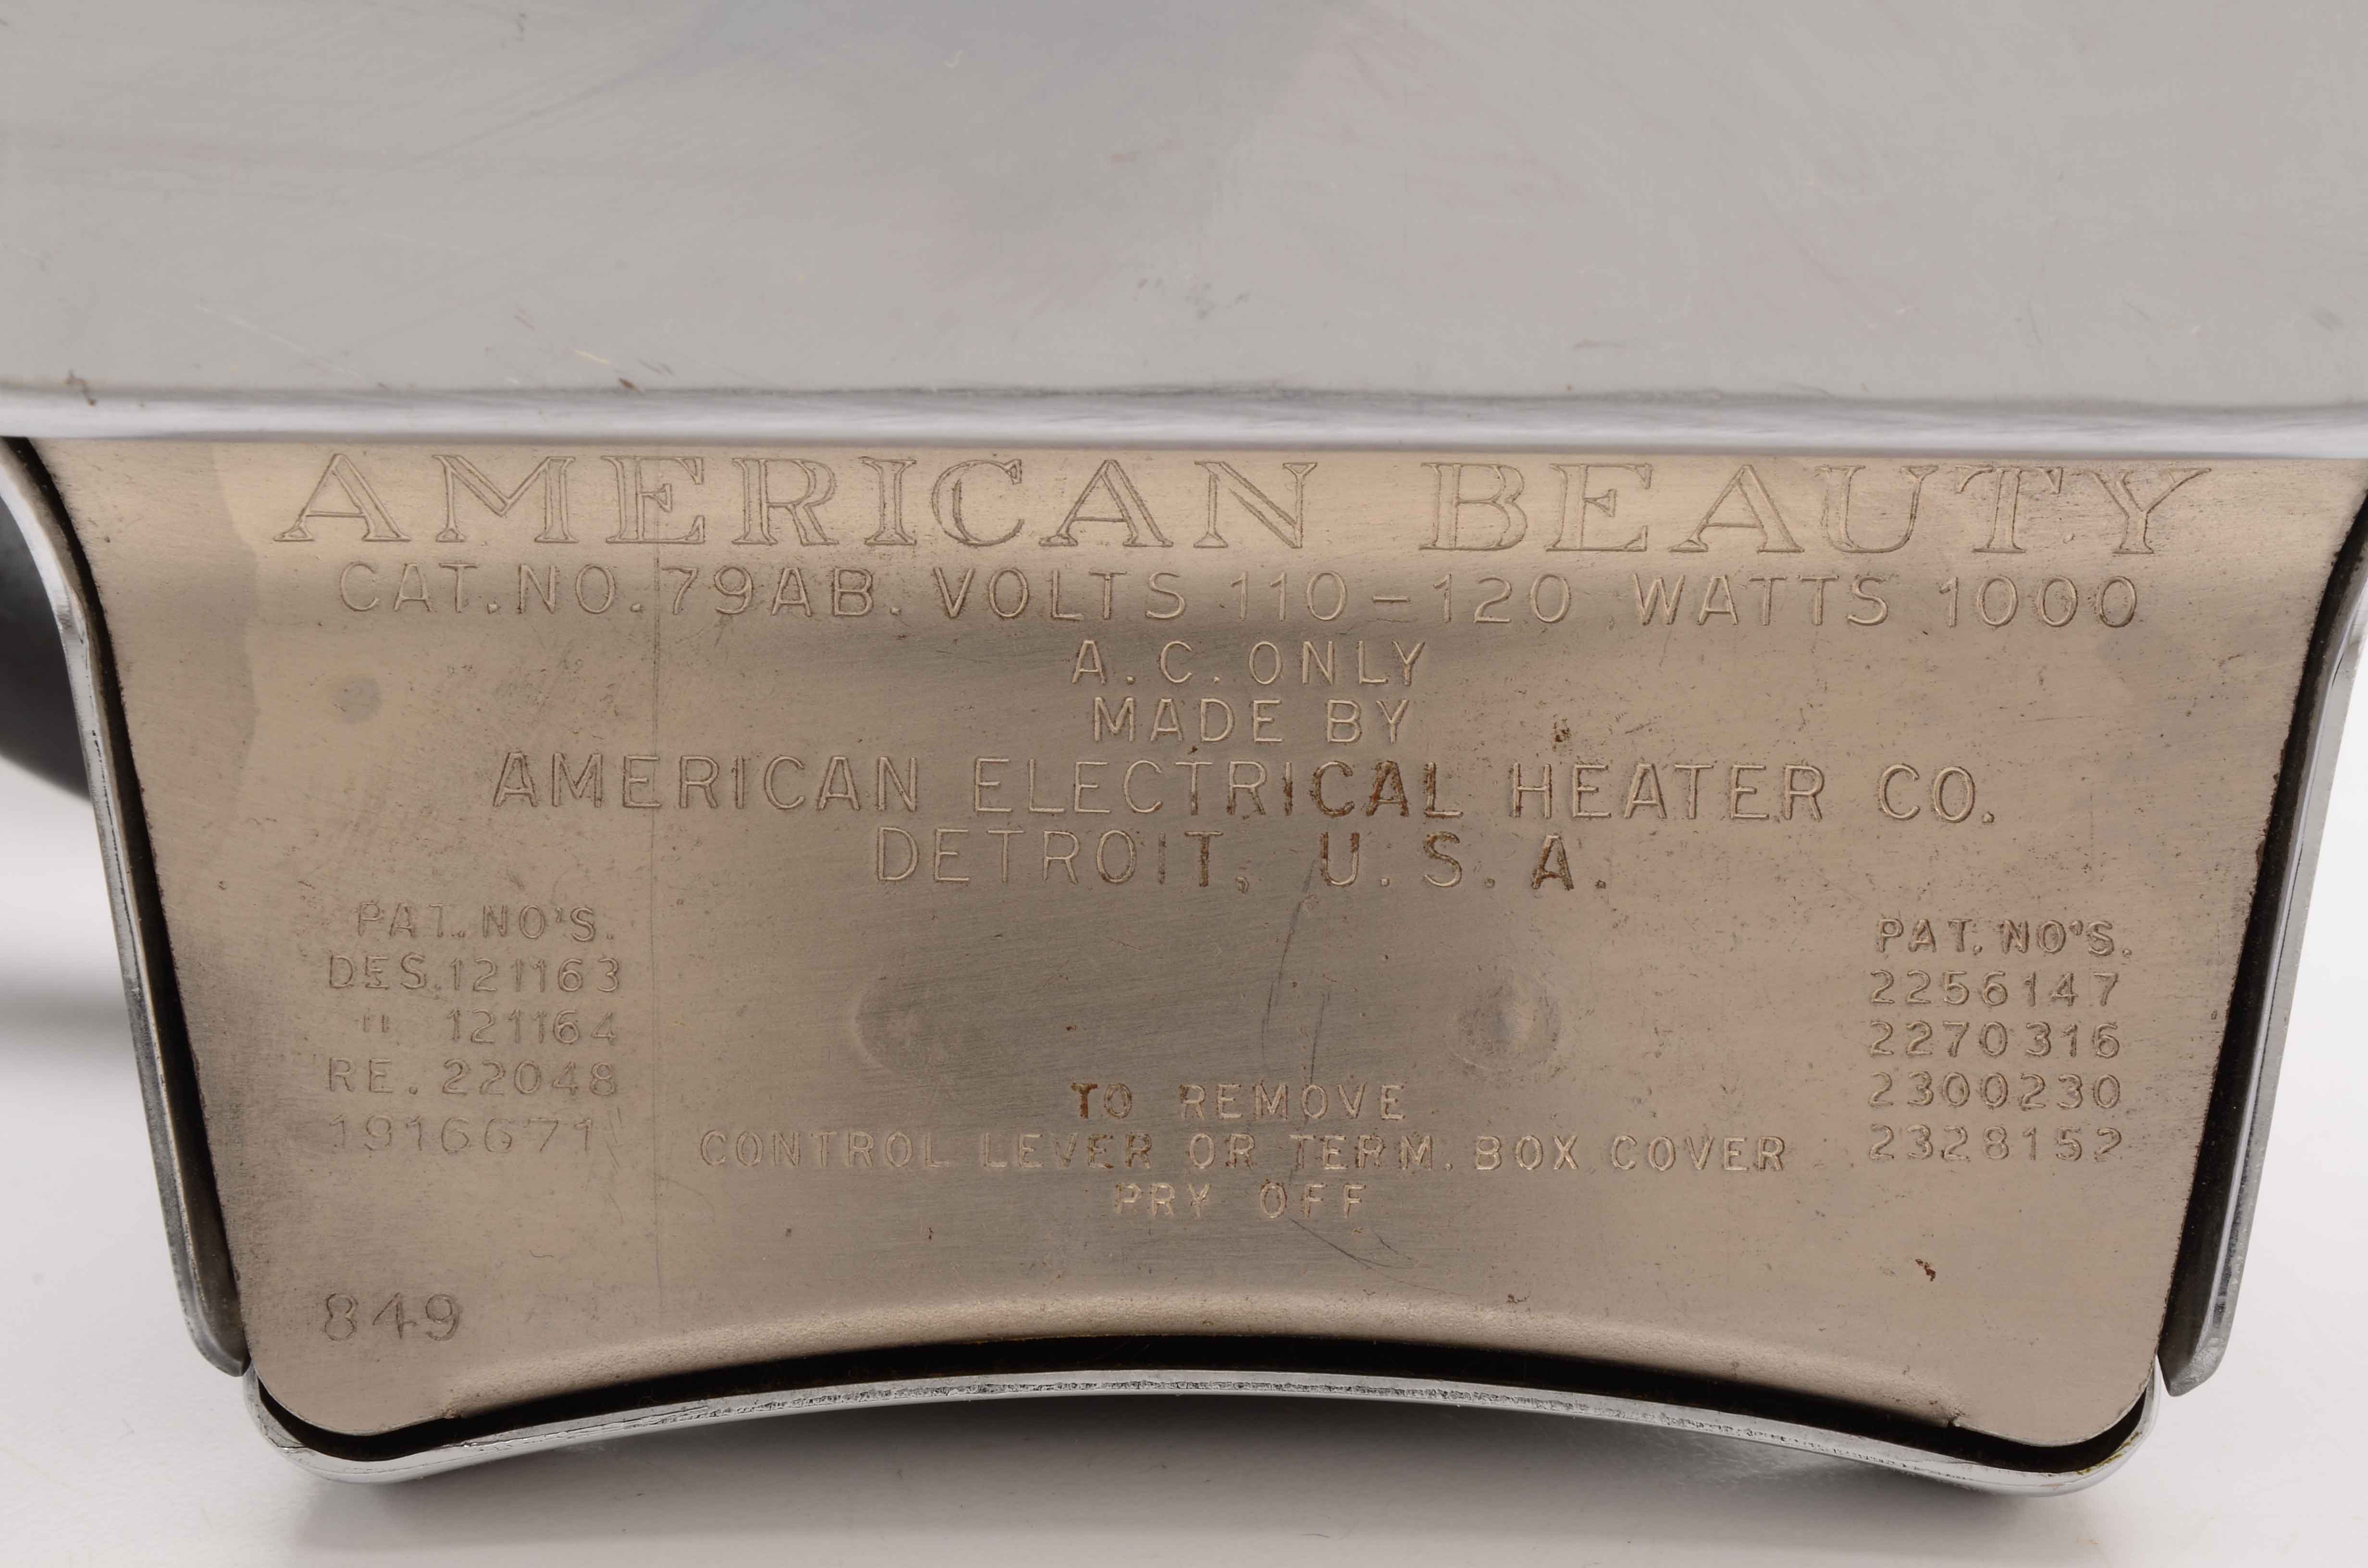 AMERICAN BEAUTY
CAT.NO.79AB. VOLTS 110-120 WATTS 1000
A.C.ONLY
MADE BY
AMERICAN ELECTRICAL HEATER CO.
DETROIT, U.S.A.
PAT.NO'S.
DES.121163
" 121164
RE. 22048
1916671
PAT.NO'S.
2256147
2270316
2300230
2328152
TO REMOVE
CONTROL LEVER OR TERM. BOX COVER
PRY OFF
849